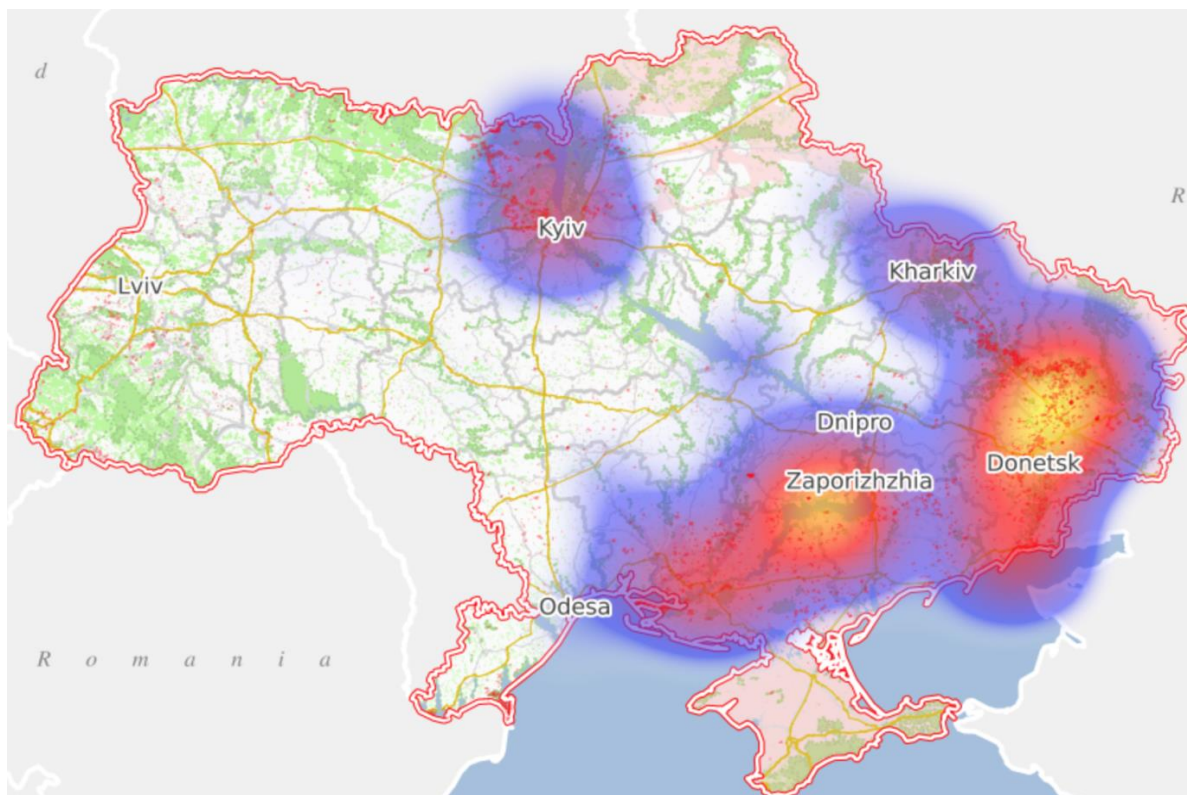 d
R
Kyiv
Kharkiv
Lviv
Dnipro
Donetsk
Zaporizhzhia
Odesa
R o m a n i a